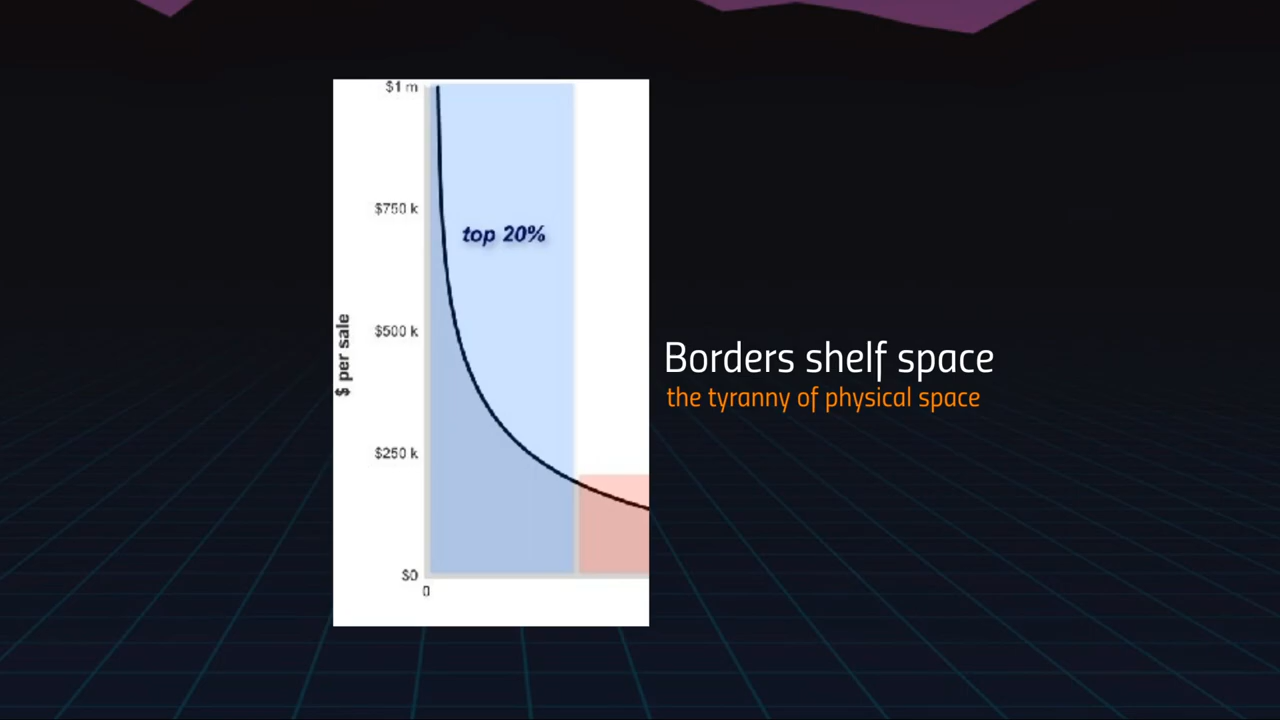 $1 m
$750 k
top 20%
$ per sale
$500 k
$250 k
$0
0
Borders shelf space
the tyranny of physical space